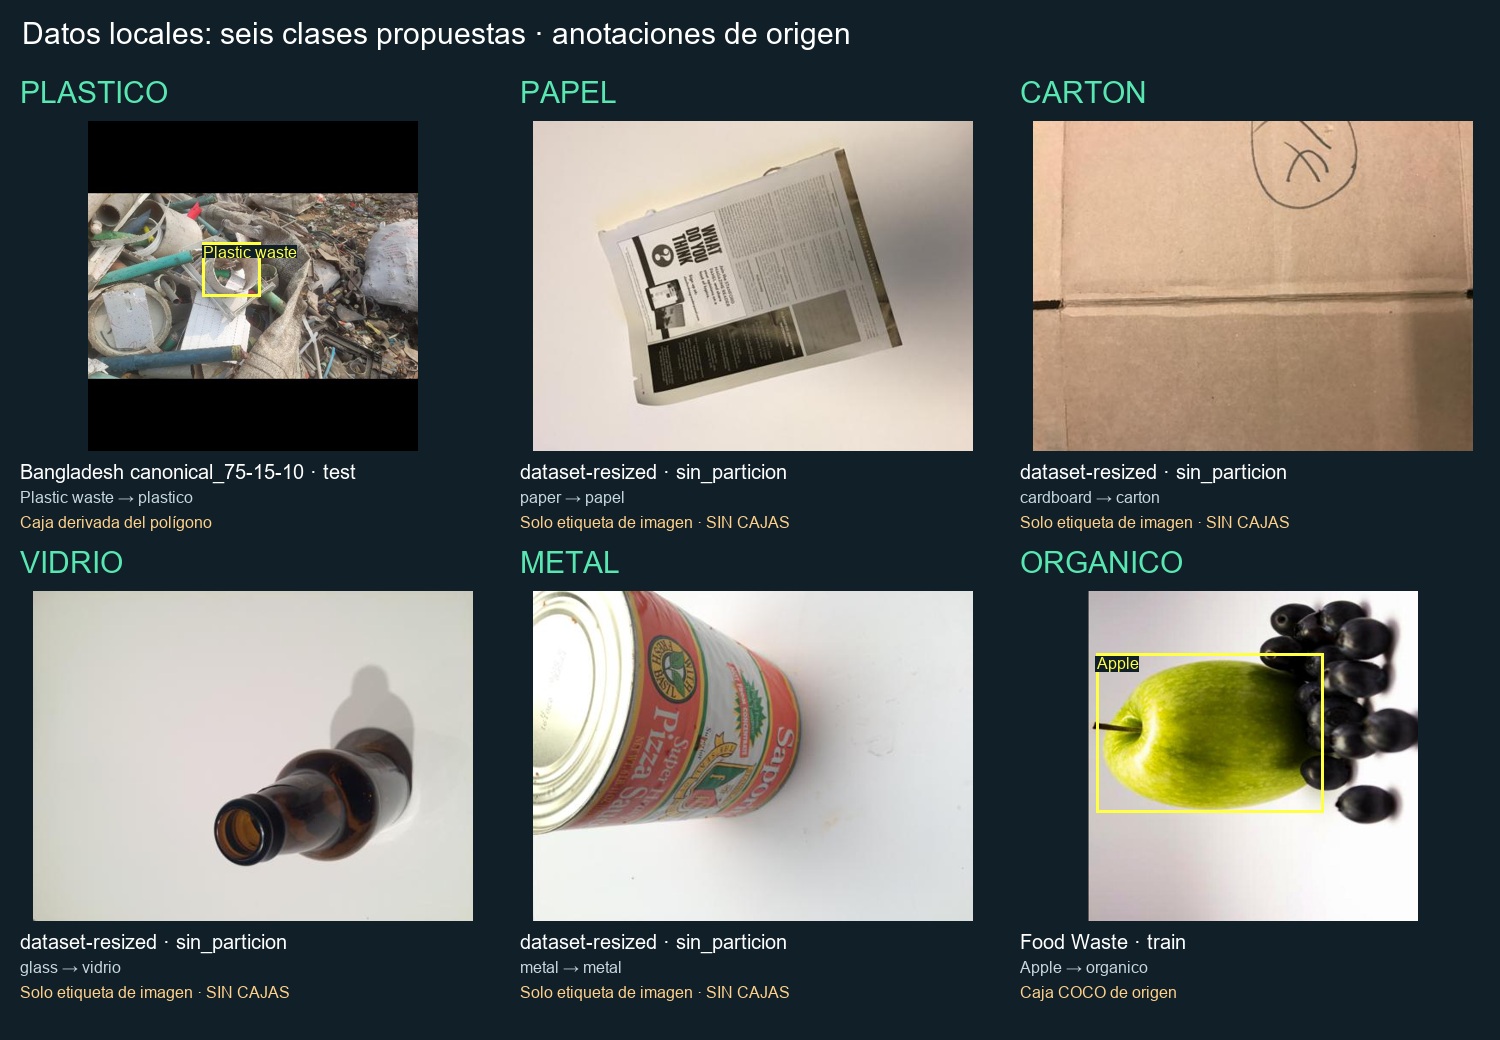 Datos locales: seis clases propuestas · anotaciones de origen
PLASTICO
Plastic waste
Bangladesh canonical_75-15-10 · test
Plastic waste → plastico
Caja derivada del polígono
PAPEL
WHAT
DO YOU
THINK
?
dataset-resized · sin_particion
paper → papel
Solo etiqueta de imagen · SIN CAJAS
CARTON
dataset-resized · sin_particion
cardboard → carton
Solo etiqueta de imagen · SIN CAJAS
VIDRIO
dataset-resized · sin_particion
glass → vidrio
Solo etiqueta de imagen · SIN CAJAS
METAL
BASIL
Super
Pizza
dataset-resized · sin_particion
metal → metal
Solo etiqueta de imagen · SIN CAJAS
ORGANICO
Apple
Food Waste · train
Apple → organico
Caja COCO de origen